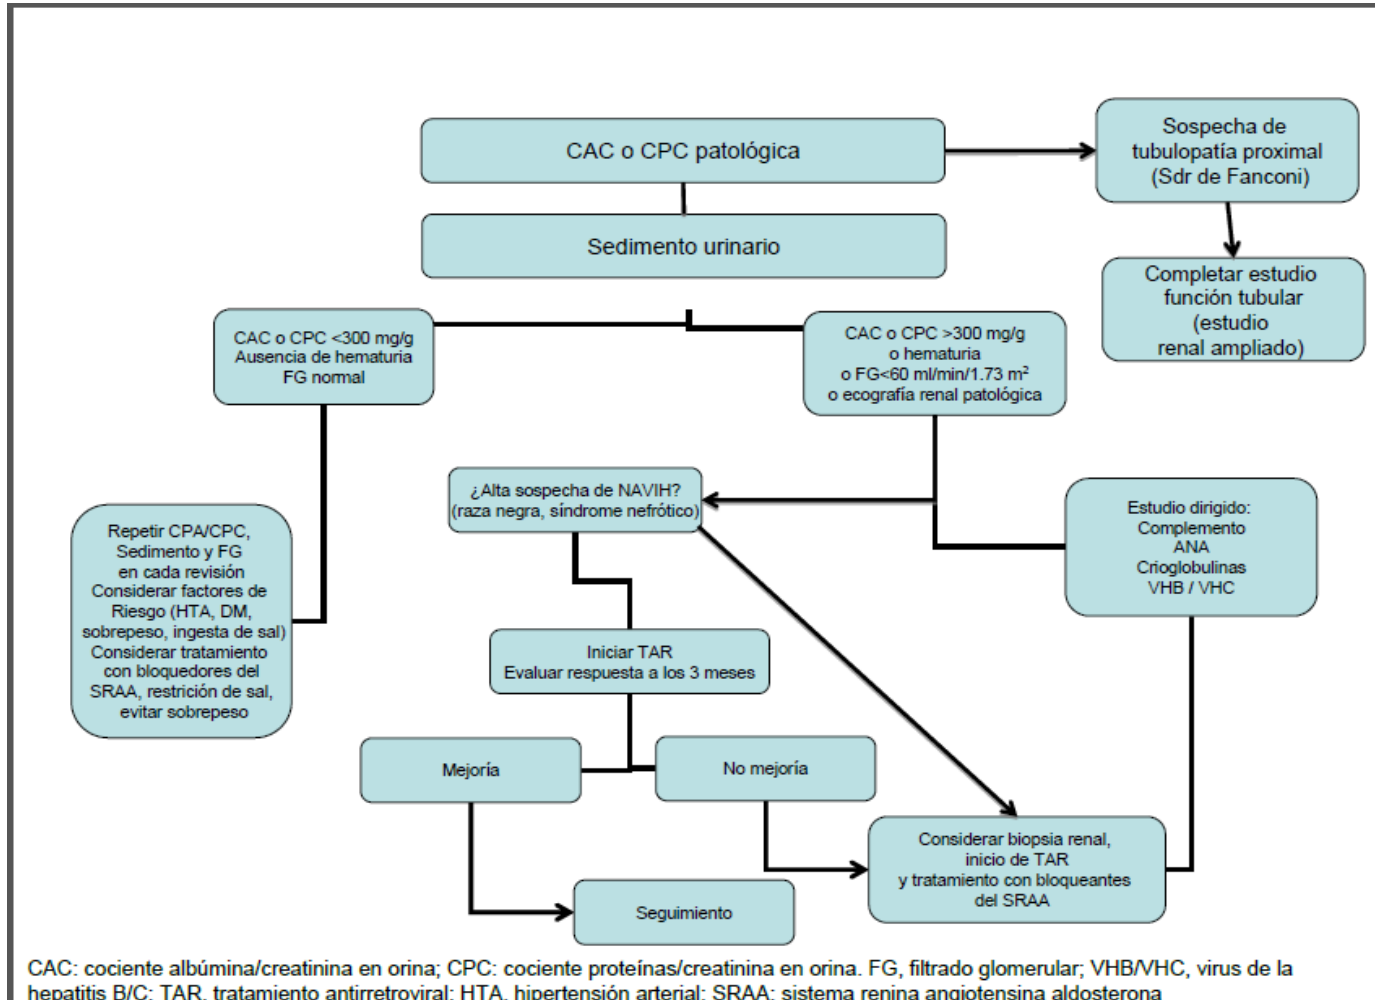 CAC o CPC patológica
Sospecha de
tubulopatía proximal
(Sdr de Fanconi)
Sedimento urinario
Completar estudio
función tubular
(estudio
renal ampliado)
CAC o CPC <300 mg/g
Ausencia de hematuria
FG normal
CAC o CPC >300 mg/g
o hematuria
o FG<60 ml/min/1.73 m²
o ecografía renal patológica
¿Alta sospecha de NAVIH?
(raza negra, síndrome nefrótico)
Estudio dirigido:
Complemento
ANA
Crioglobulinas
VHB / VHC
Repetir CPA/CPC,
Sedimento y FG
en cada revisión
Considerar factores de
Riesgo (HTA, DM,
sobrepeso, ingesta de sal)
Considerar tratamiento
con bloquedores del
SRAA, restrición de sal,
evitar sobrepeso
Iniciar TAR
Evaluar respuesta a los 3 meses
Mejoría
No mejoría
Considerar biopsia renal,
inicio de TAR
y tratamiento con bloqueantes
del SRAA
Seguimiento
CAC: cociente albúmina/creatinina en orina; CPC: cociente proteínas/creatinina en orina. FG, filtrado glomerular; VHB/VHC, virus de la
hepatitis B/C; TAR, tratamiento antirretroviral; HTA, hipertensión arterial; SRAA: sistema renina angiotensina aldosterona